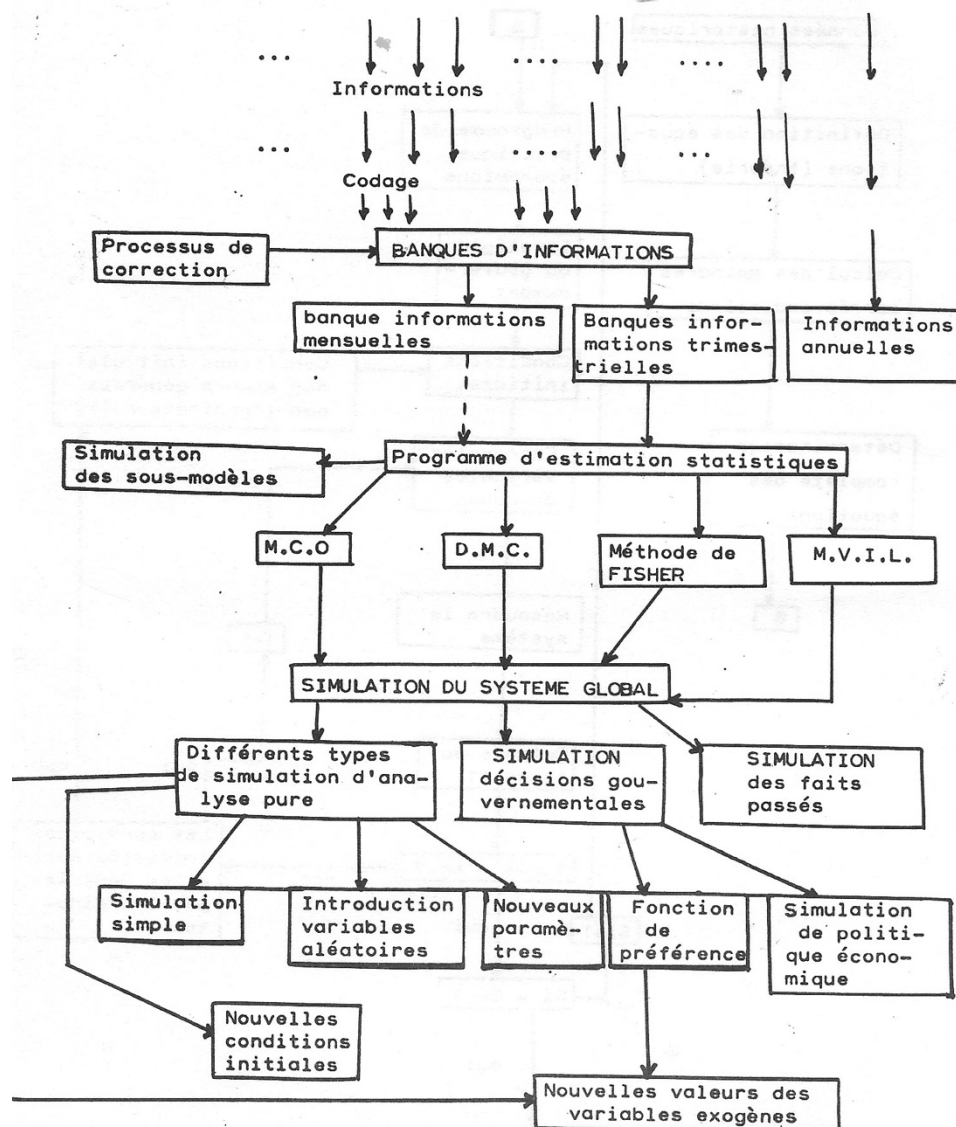 Informations
Codage
Processus de
correction
BANQUES D'INFORMATIONS
banque informations
mensuelles
Banques infor-
mations trimes-
trielles
Informations
annuelles
Simulation
des sous-modèles
Programme d'estimation statistiques
M.C.O
D.M.C.
Méthode de
FISHER
M.V.I.L.
SIMULATION DU SYSTEME GLOBAL
Différents types
de simulation d'ana-
lyse pure
SIMULATION
décisions gou-
vernementales
SIMULATION
des faits
passés
Simulation
simple
Introduction
variables
aléatoires
Nouveaux
paramè-
tres
Fonction
de
préférence
Simulation
de politi-
que écono-
mique
Nouvelles
conditions
initiales
Nouvelles valeurs des
variables exogènes